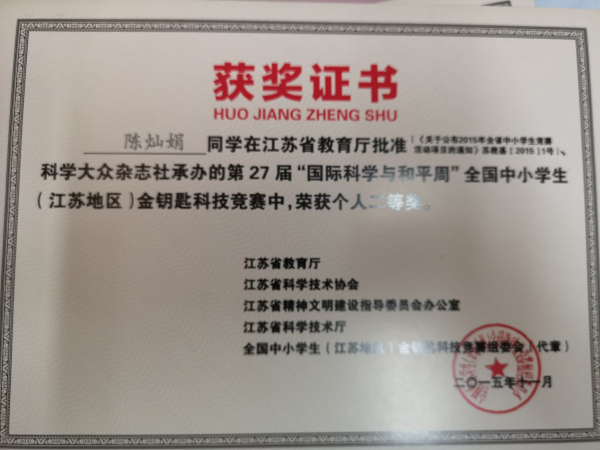 获奖证书
HUO JIANG ZHENG SHU
陈灿娟 同学在江苏省教育厅批准（《关于公布2015年全省中小学生竞赛
活动项目的通知》苏教基［2015］1号）、
科学大众杂志社承办的第27届“国际科学与和平周”全国中小学生
（江苏地区）金钥匙科技竞赛中，荣获个人二等奖。
江苏省教育厅
江苏省科学技术协会
江苏省精神文明建设指导委员会办公室
江苏省科学技术厅
全国中小学生（江苏地区）金钥匙科技竞赛组委会（代章）
二〇一五年十一月